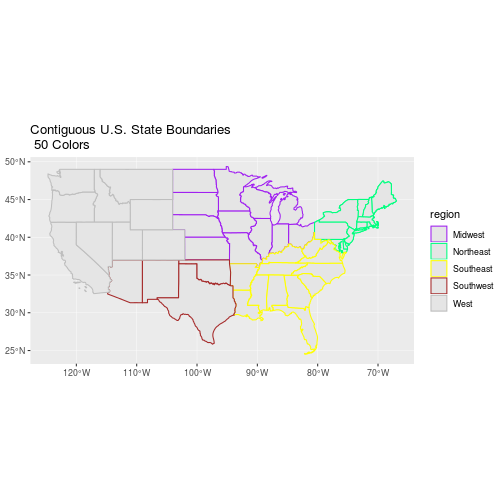 Contiguous U.S. State Boundaries
50 Colors
50°N
45°N
40°N
35°N
30°N
25°N
120°W
110°W
100°W
90°W
80°W
70°W
region
Midwest
Northeast
Southeast
Southwest
West